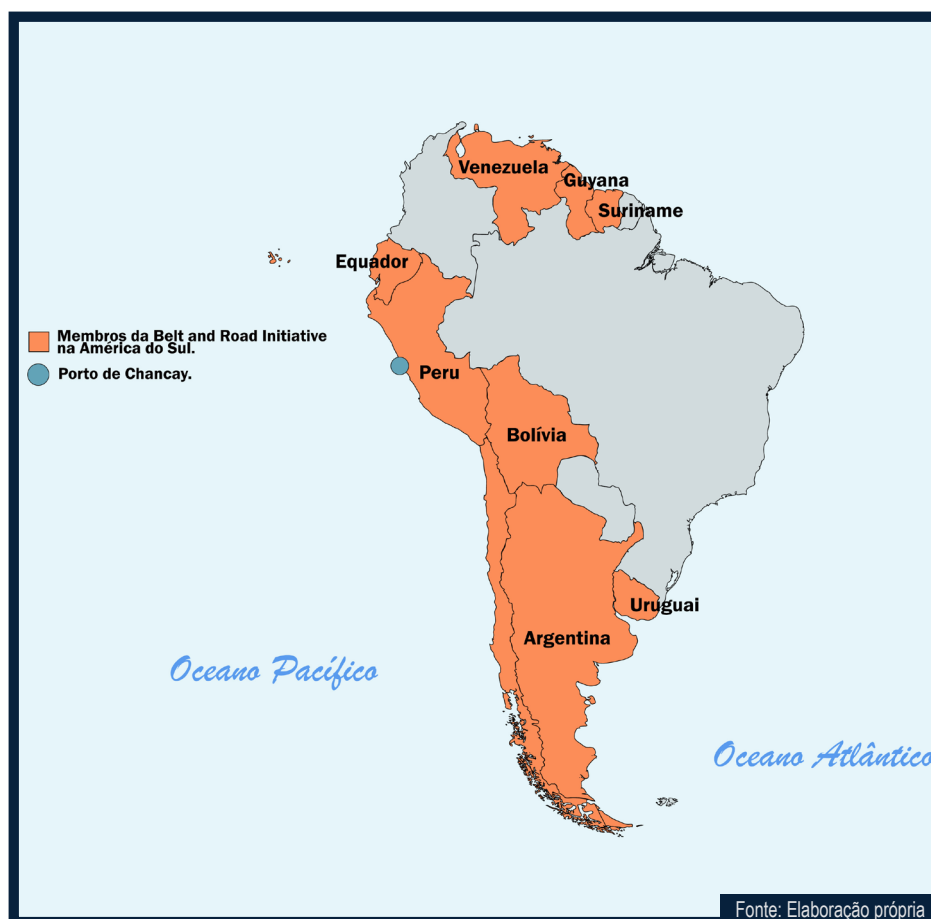 Venezuela
Guyana
Suriname
Equador
Membros da Belt and Road Initiative
na América do Sul.
Porto de Chancay.
Peru
Bolívia
Uruguai
Argentina
Oceano Pacífico
Oceano Atlântico
Fonte: Elaboração própria